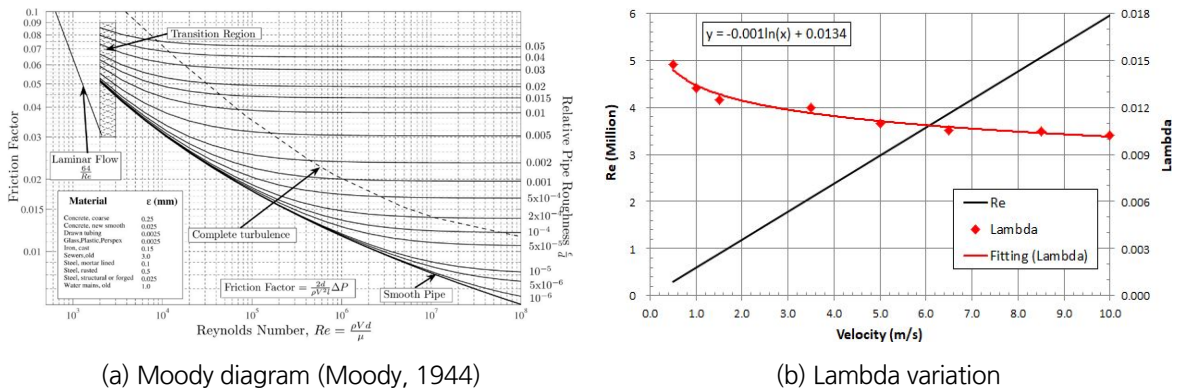 0.1
0.09
0.08
0.07
0.06
0.05
0.04
0.03
0.02
0.015
0.01
Friction Factor
Transition Region
Laminar Flow
64
Re
Complete turbulence
Smooth Pipe
Material ε (mm)
Concrete, coarse 0.25
Concrete, new smooth 0.025
Drawn tubing 0.0025
Glass,Plastic,Perspex 0.0025
Iron, cast 0.15
Sewers,old 3.0
Steel, mortar lined 0.1
Steel, rusted 0.5
Steel, structural or forged 0.025
Water mains, old 1.0
Friction Factor = 2d/ρV²l ΔP
0.05
0.04
0.03
0.02
0.015
0.01
0.005
0.002
0.001
5x10⁻⁴
2x10⁻⁴
10⁻⁴
5x10⁻⁵
10⁻⁵
5x10⁻⁶
10⁻⁶
Relative Pipe Roughness ε/d
10³ 10⁴ 10⁵ 10⁶ 10⁷ 10⁸
Reynolds Number, Re = ρVd/μ
(a) Moody diagram (Moody, 1944)
y = -0.001ln(x) + 0.0134
6
5
4
3
2
1
0
Re (Million)
0.018
0.015
0.012
0.009
0.006
0.003
0.000
Lambda
Re
Lambda
Fitting (Lambda)
0.0 1.0 2.0 3.0 4.0 5.0 6.0 7.0 8.0 9.0 10.0
Velocity (m/s)
(b) Lambda variation